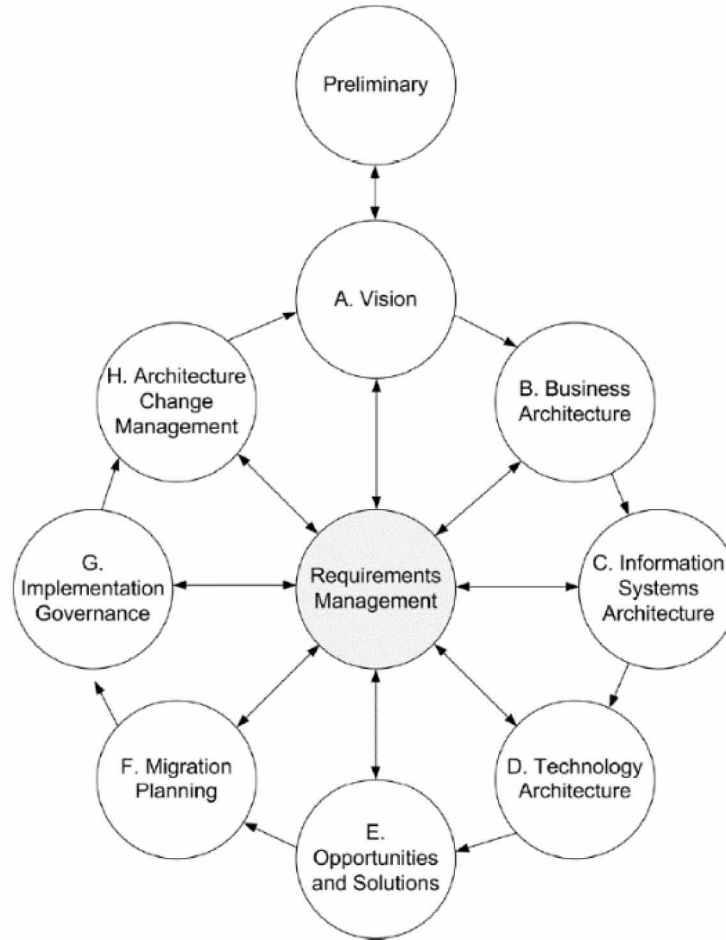 Preliminary
A. Vision
H. Architecture
Change
Management
B. Business
Architecture
G.
Implementation
Governance
Requirements
Management
C. Information
Systems
Architecture
F. Migration
Planning
D. Technology
Architecture
E.
Opportunities
and Solutions